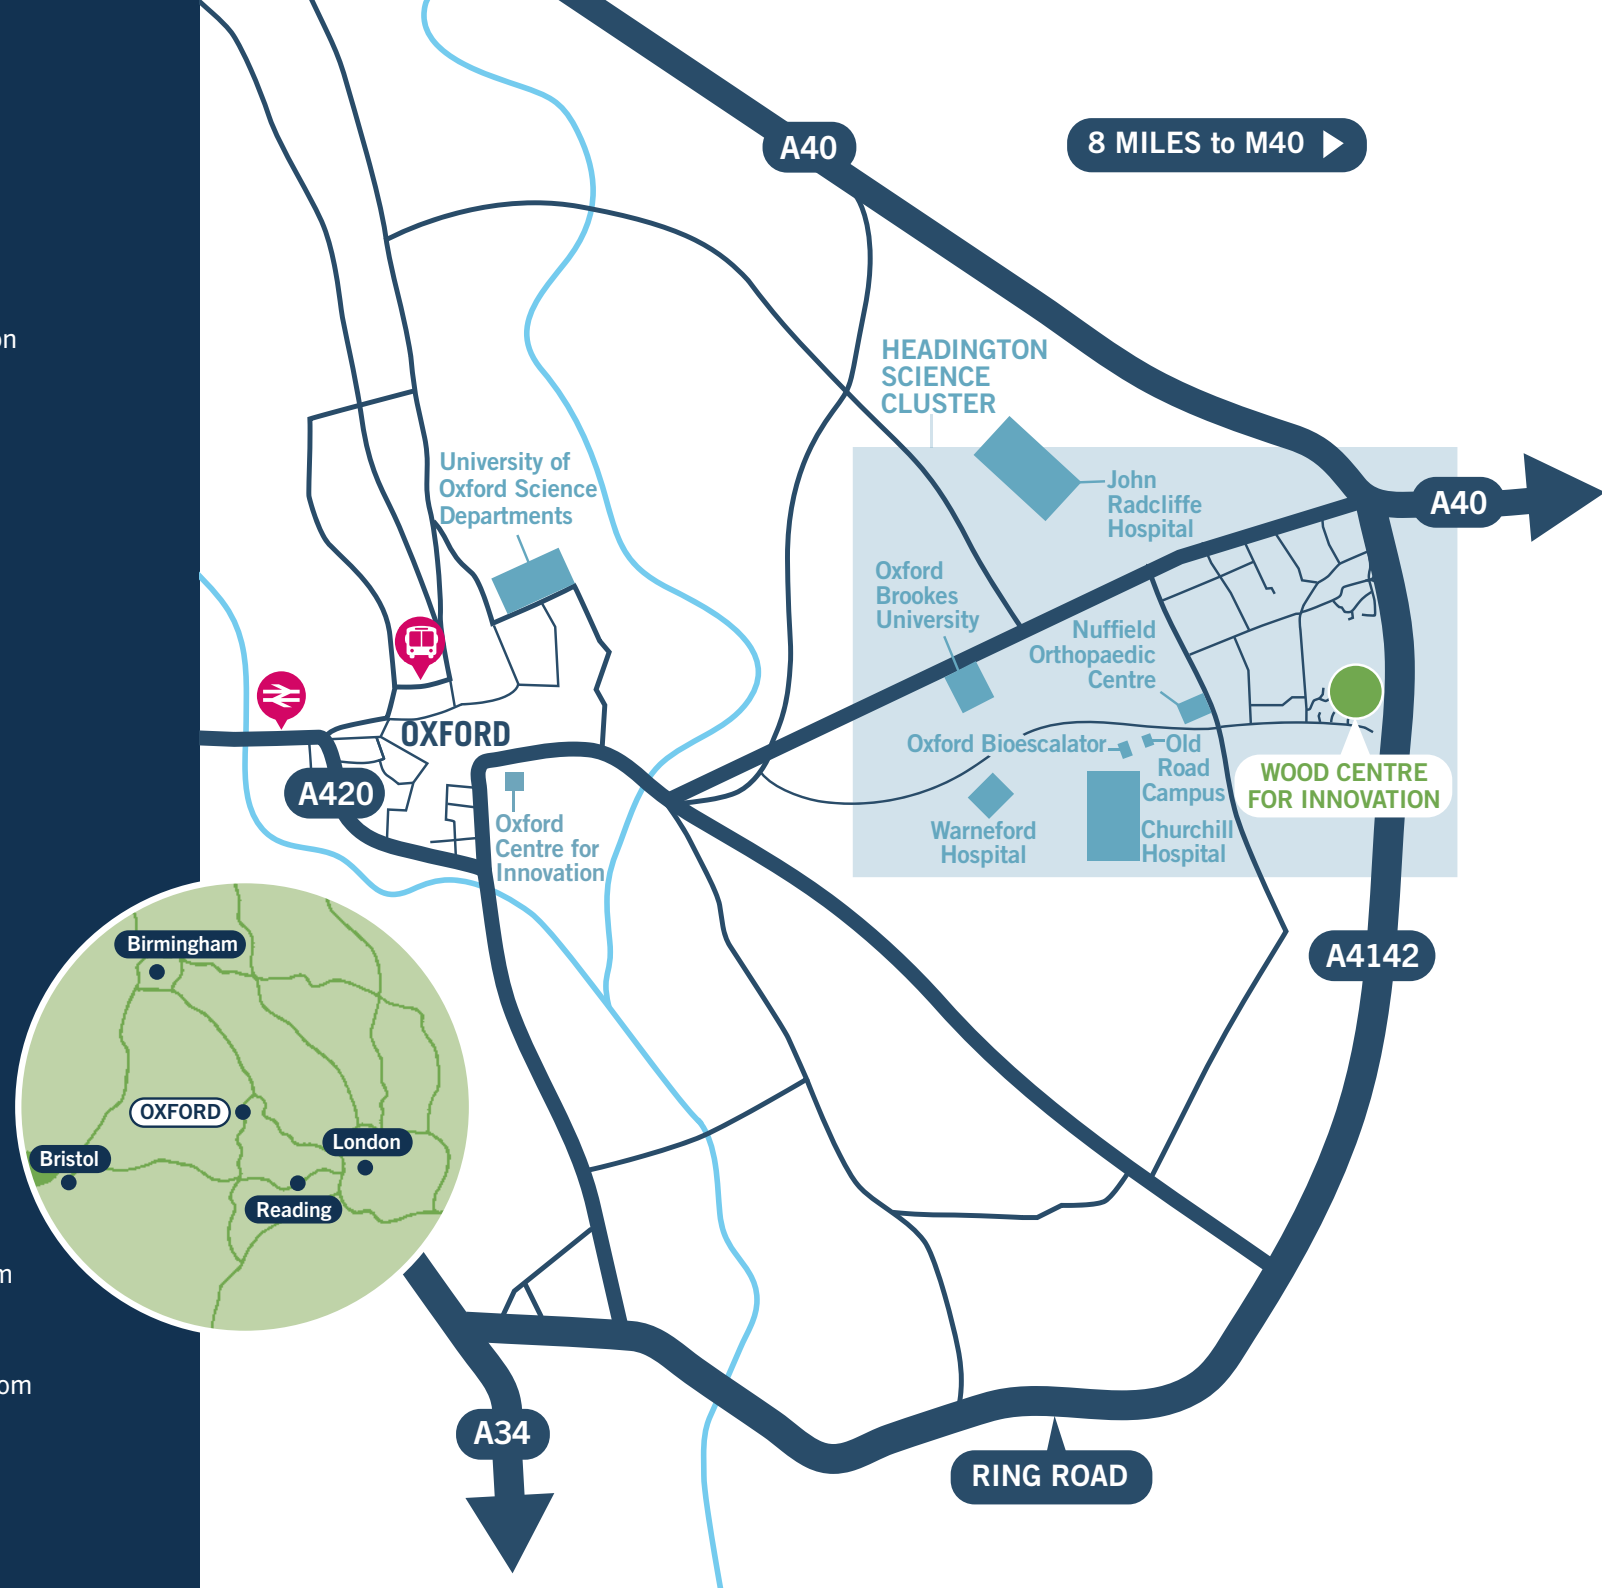 on
m
om
A40
8 MILES to M40
HEADINGTON
SCIENCE
CLUSTER
University of
Oxford Science
Departments
John
Radcliffe
Hospital
A40
Oxford
Brookes
University
Nuffield
Orthopaedic
Centre
OXFORD
Oxford Bioescalator
Old
Road
Campus
WOOD CENTRE
FOR INNOVATION
A420
Oxford
Centre for
Innovation
Warneford
Hospital
Churchill
Hospital
A4142
Birmingham
OXFORD
London
Bristol
Reading
A34
RING ROAD